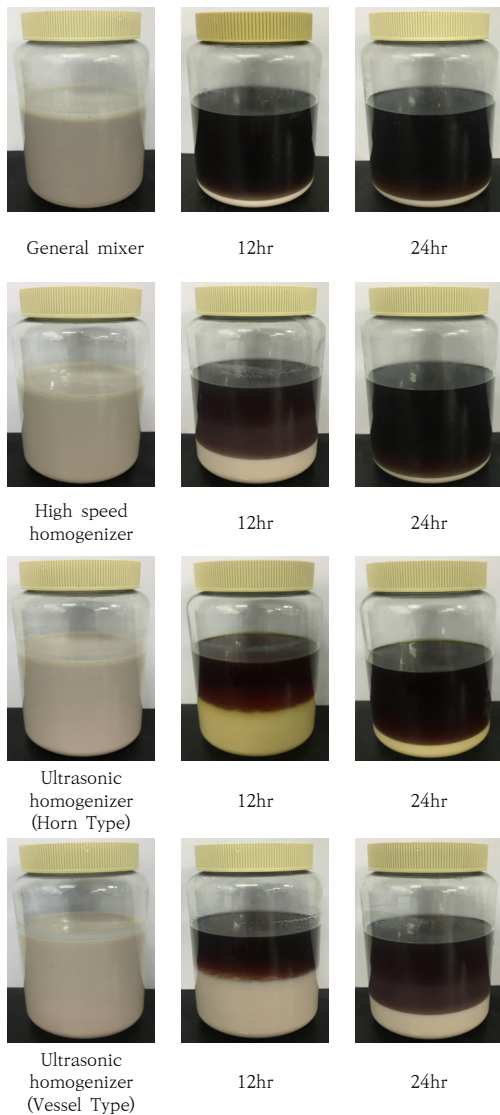 General mixer
12hr
24hr
High speed
homogenizer
12hr
24hr
Ultrasonic
homogenizer
(Horn Type)
12hr
24hr
Ultrasonic
homogenizer
(Vessel Type)
12hr
24hr